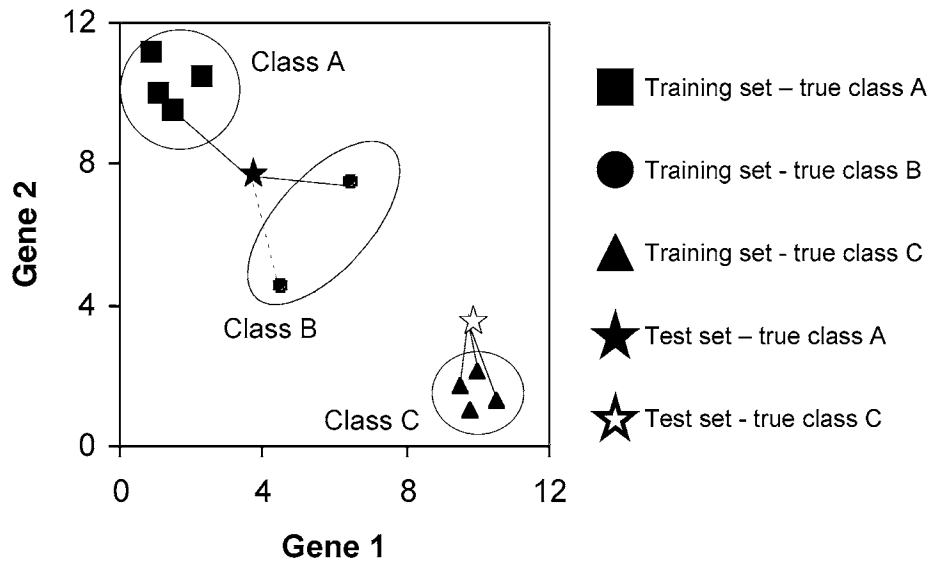 12
8
4
0
Gene 2
Class A
Class B
Class C
0 4 8 12
Gene 1
Training set – true class A
Training set - true class B
Training set - true class C
Test set – true class A
Test set - true class C